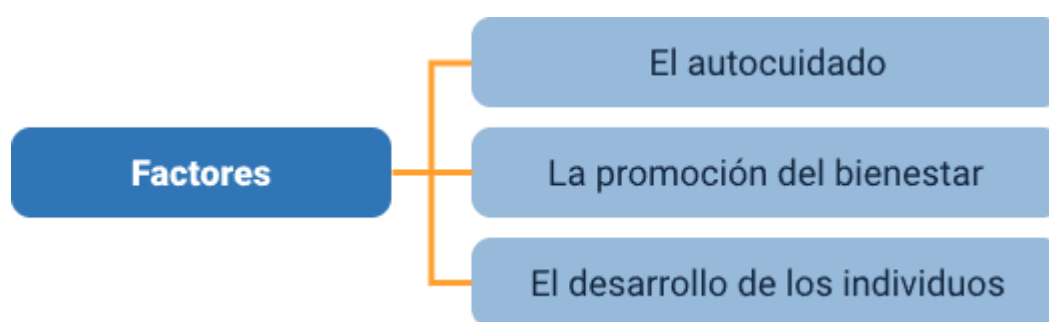 El autocuidado
Factores
La promoción del bienestar
El desarrollo de los individuos